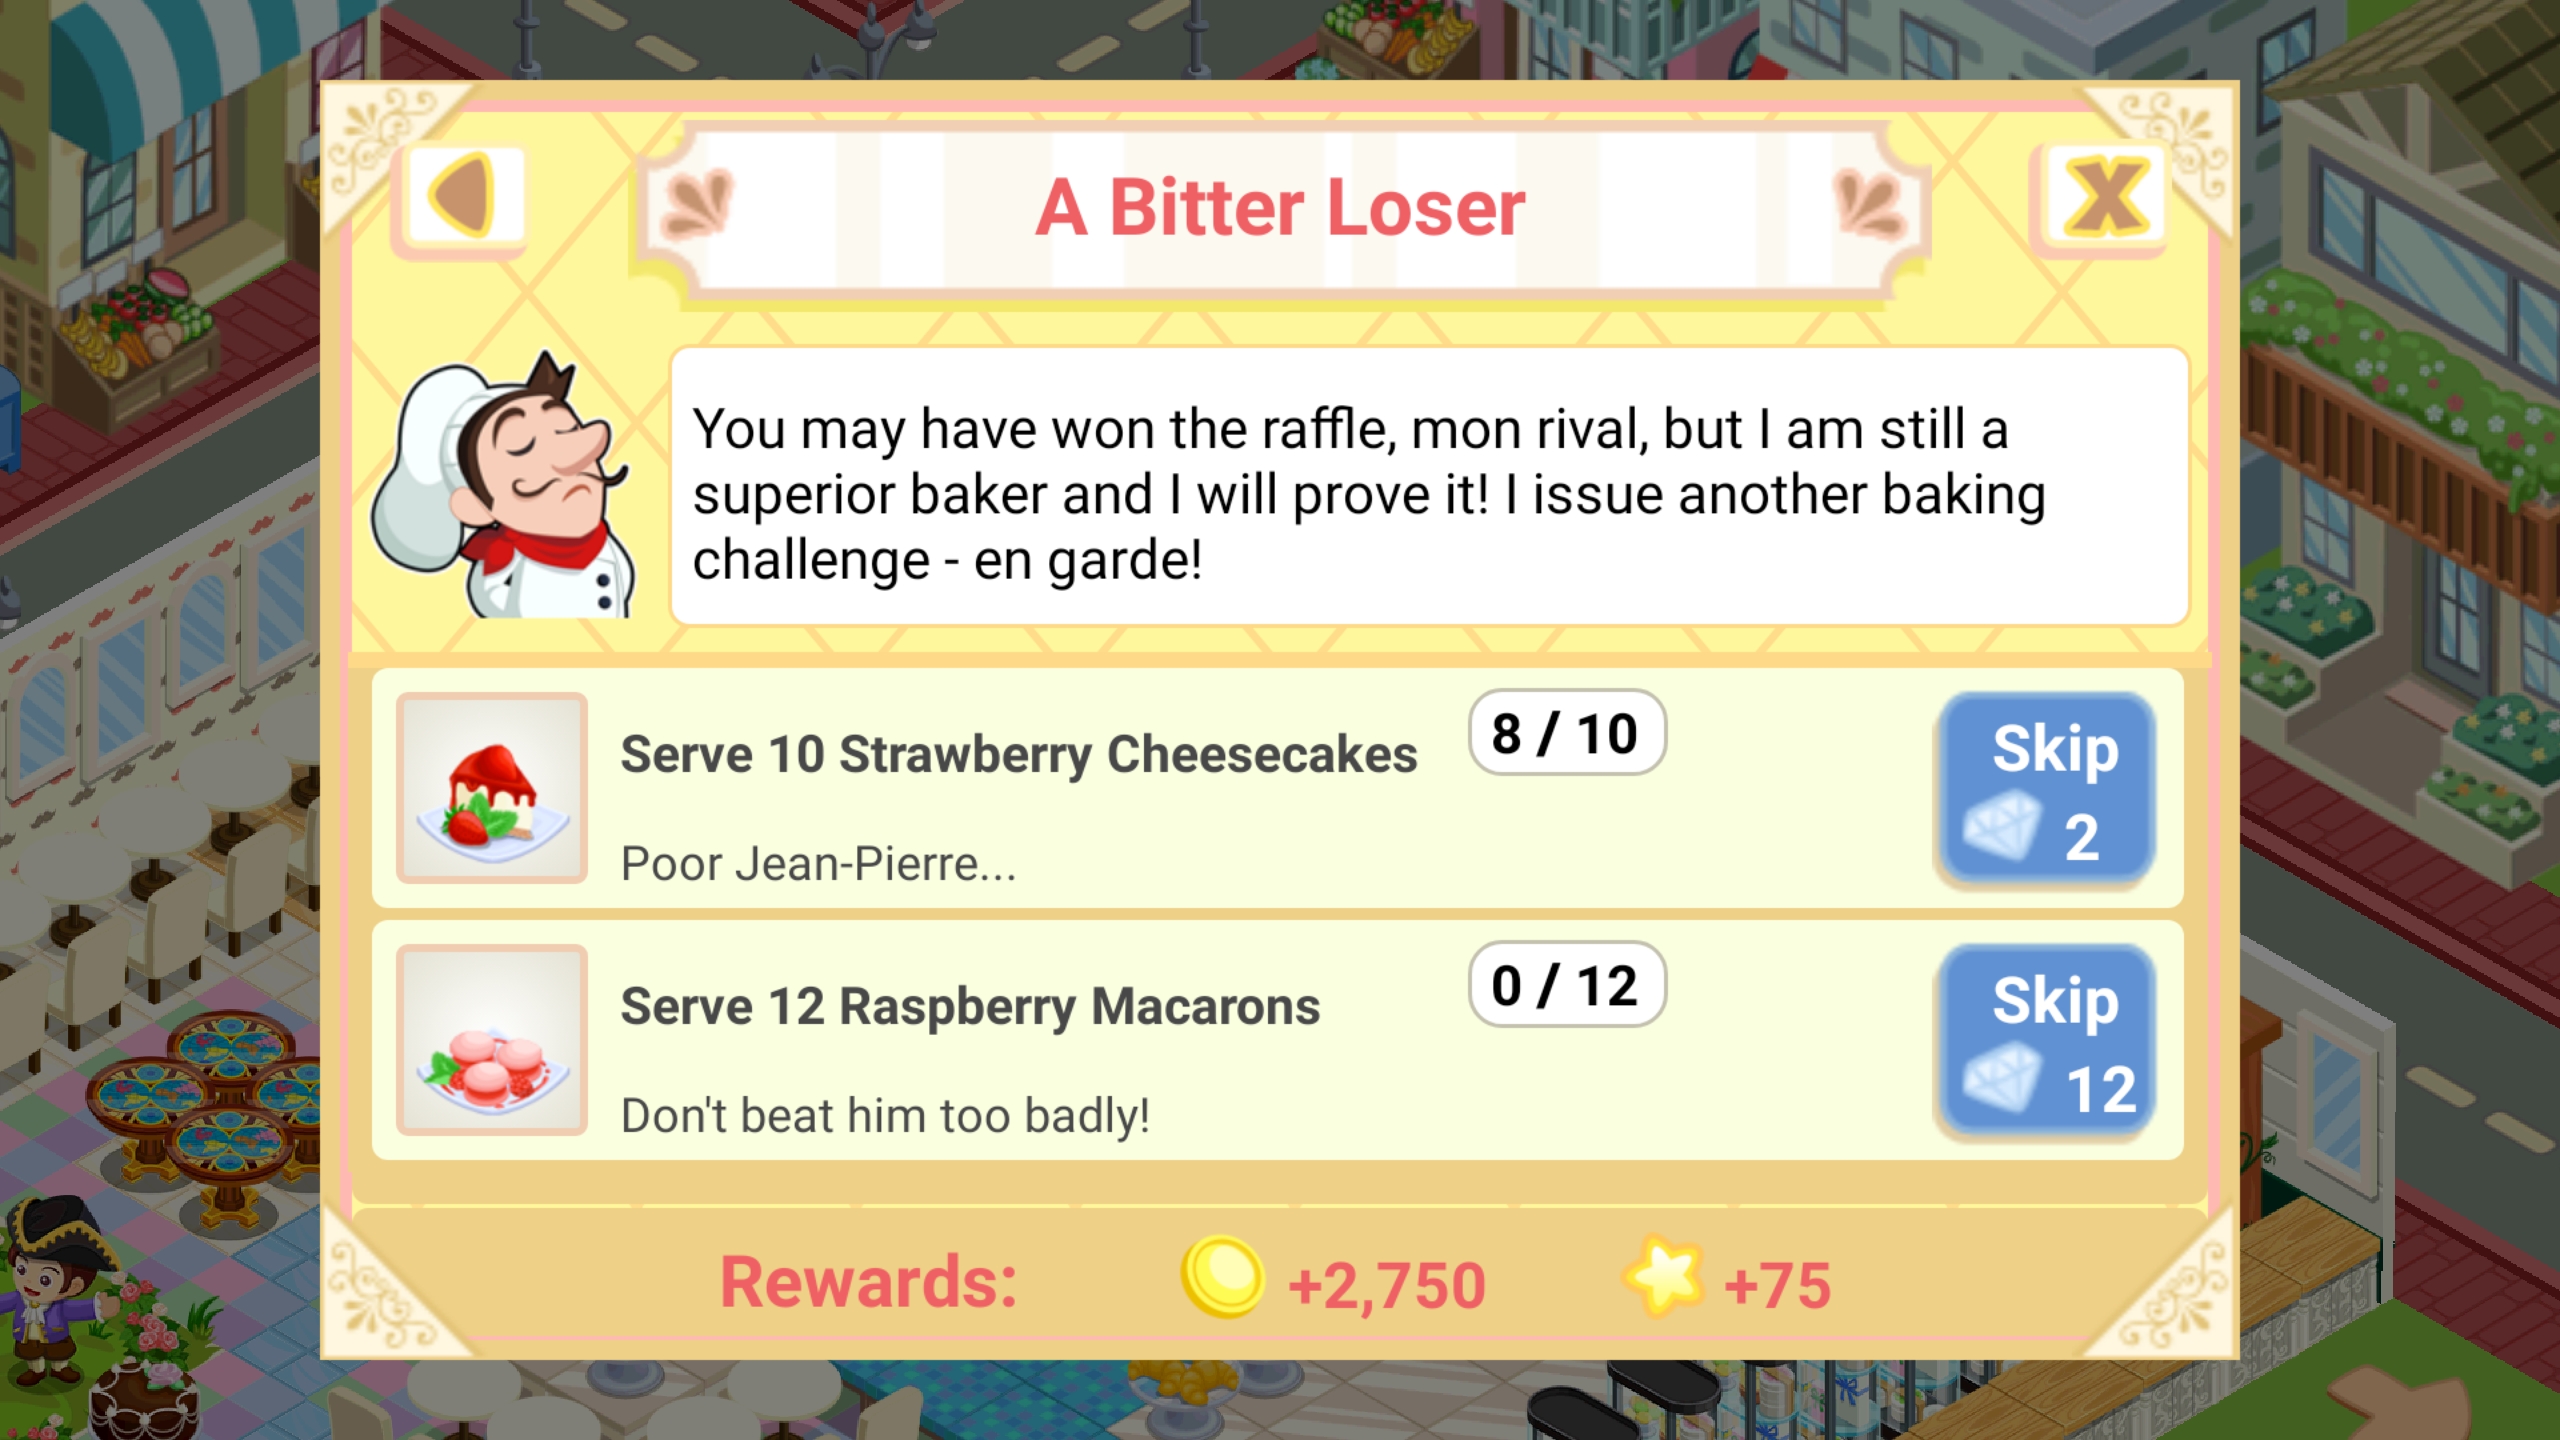 A Bitter Loser
X
You may have won the raffle, mon rival, but I am still a
superior baker and I will prove it! I issue another baking
challenge - en garde!
Serve 10 Strawberry Cheesecakes
8 / 10
Skip
2
Poor Jean-Pierre...
Serve 12 Raspberry Macarons
0 / 12
Skip
12
Don't beat him too badly!
Rewards: +2,750 +75